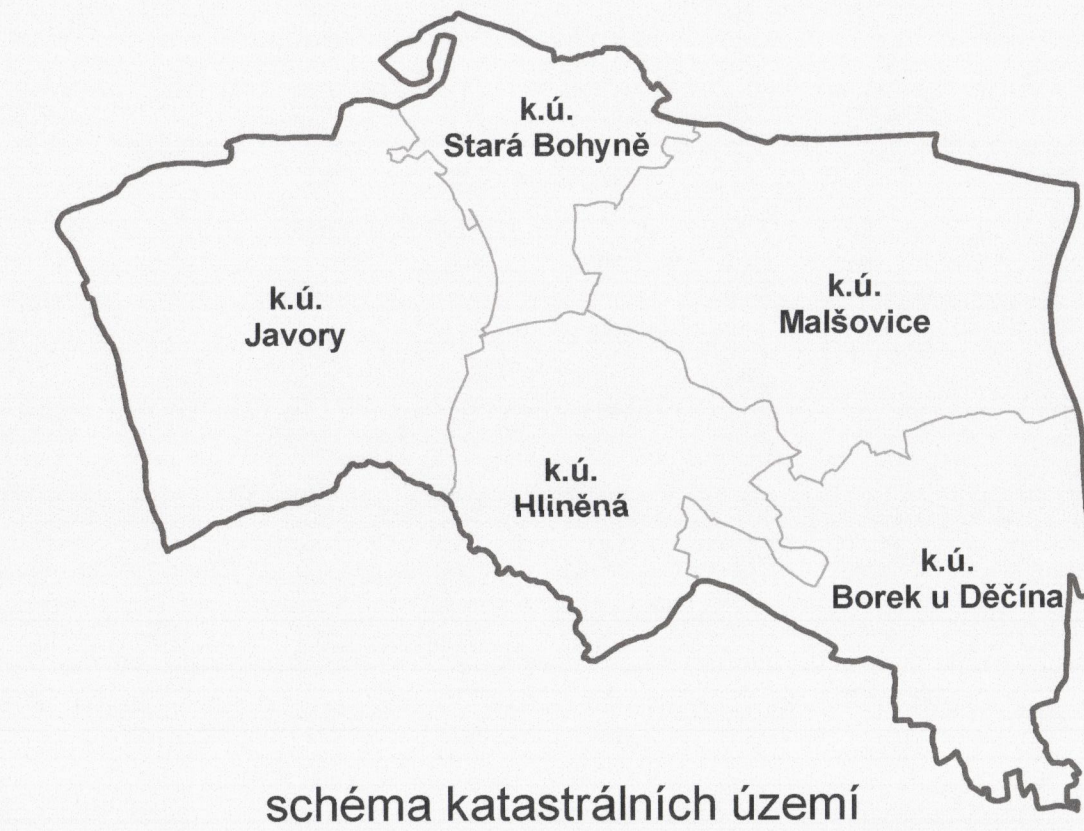 k.ú.
Stará Bohyně
k.ú.
Javory
k.ú.
Malšovice
k.ú.
Hliněná
k.ú.
Borek u Děčína
schéma katastrálních území